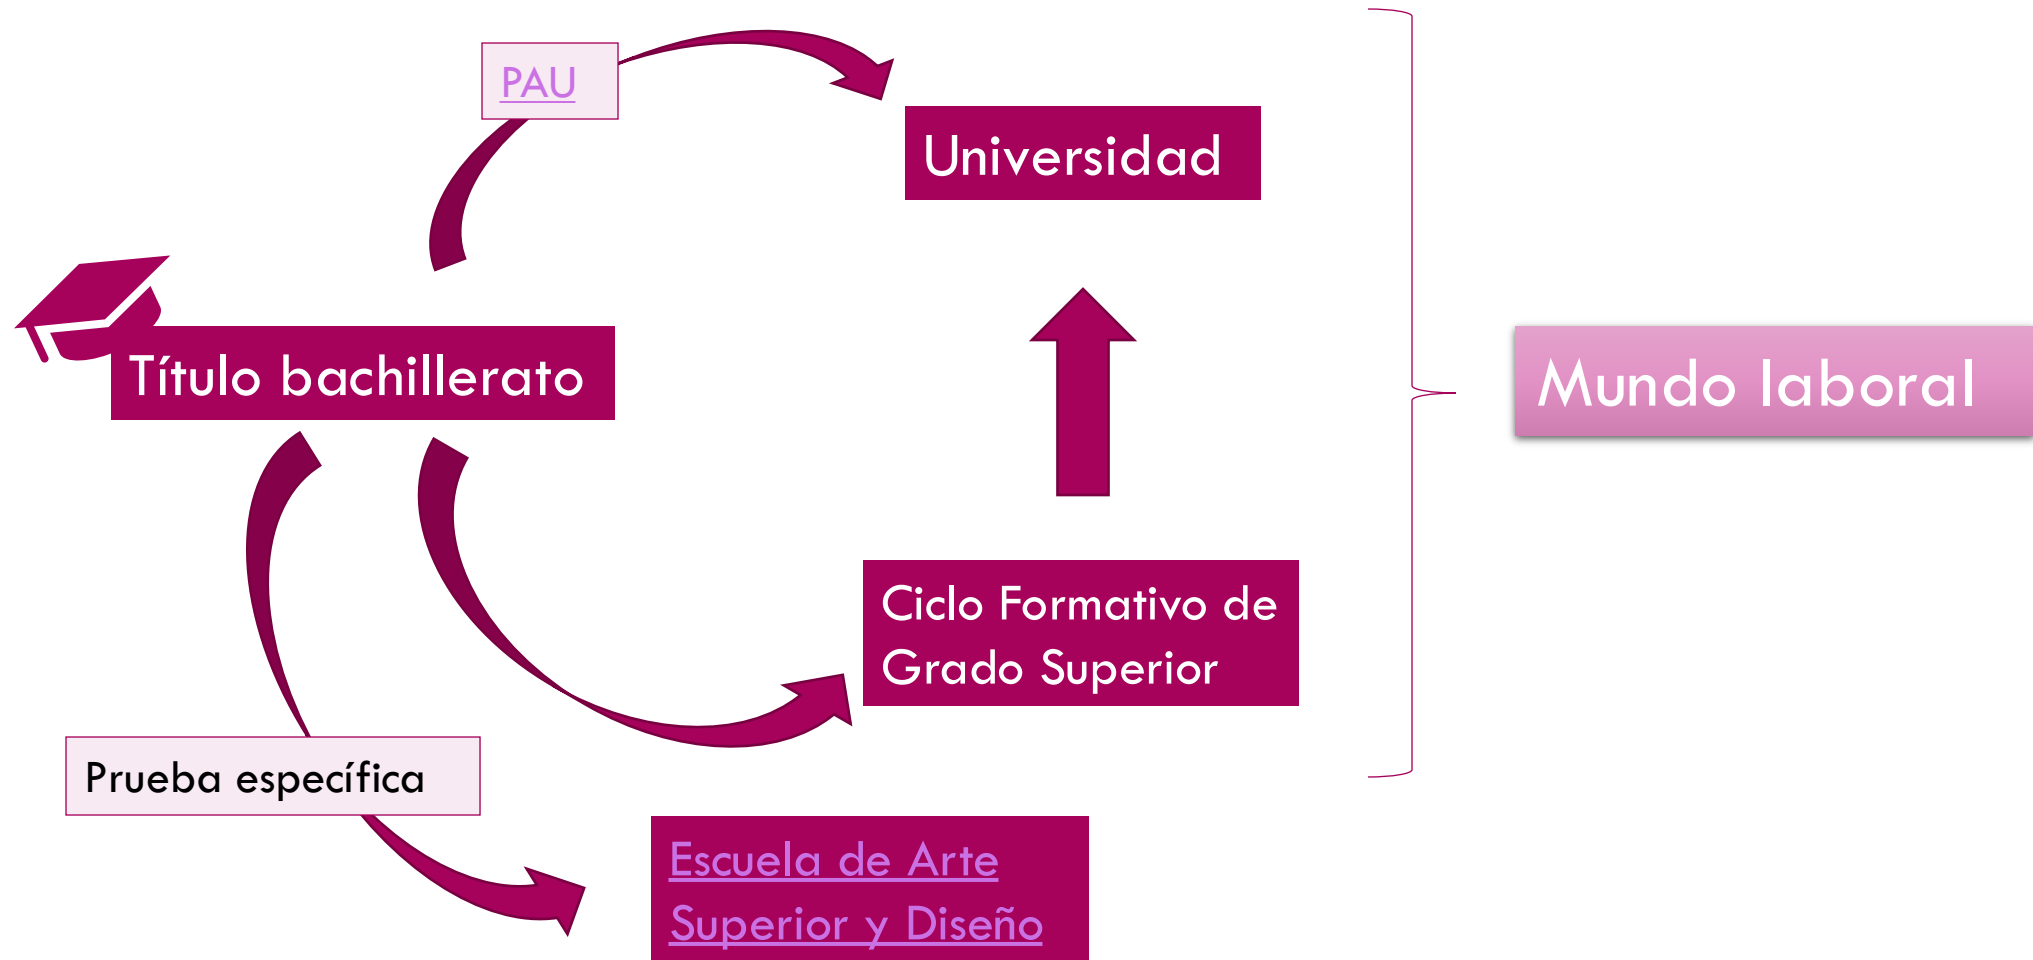 PAU
Universidad
Título bachillerato
Mundo laboral
Ciclo Formativo de
Grado Superior
Prueba específica
Escuela de Arte
Superior y Diseño